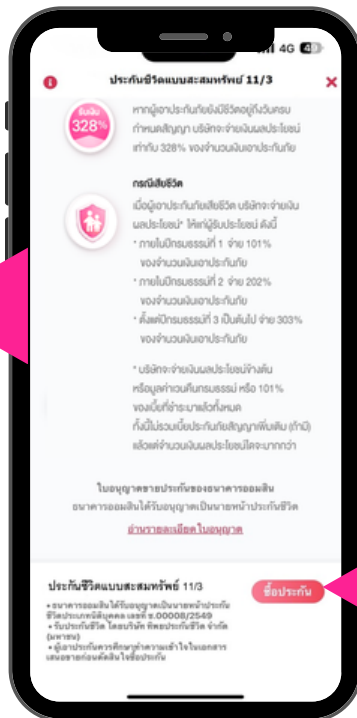 4G 49
ประกันชีวิตแบบสะสมทรัพย์ 11/3
รับเงิน
328%
หากผู้เอาประกันภัยยังมีชีวิตอยู่ถึงวันครบ
กำหนดสัญญา บริษัทจะจ่ายเงินผลประโยชน์
เท่ากับ 328% ของจำนวนเงินเอาประกันภัย
กรณีเสียชีวิต
เมื่อผู้เอาประกันภัยเสียชีวิต บริษัทจะจ่ายเงิน
ผลประโยชน์* ให้แก่ผู้รับประโยชน์ ดังนี้
* ภายในปีกรมธรรม์ที่ 1 จ่าย 101%
ของจำนวนเงินเอาประกันภัย
* ภายในปีกรมธรรม์ที่ 2 จ่าย 202%
ของจำนวนเงินเอาประกันภัย
* ตั้งแต่ปีกรมธรรม์ที่ 3 เป็นต้นไป จ่าย 303%
ของจำนวนเงินเอาประกันภัย
* บริษัทจะจ่ายเงินผลประโยชน์ข้างต้น
หรือมูลค่าเวนคืนกรมธรรม์ หรือ 101%
ของเบี้ยที่ชำระมาแล้วทั้งหมด
ทั้งนี้ไม่รวมเบี้ยประกันภัยสัญญาเพิ่มเติม (ถ้ามี)
แล้วแต่จำนวนเงินผลประโยชน์ใดจะมากกว่า
ใบอนุญาตขายประกันของธนาคารออมสิน
ธนาคารออมสินได้รับอนุญาตเป็นนายหน้าประกันชีวิต
อ่านรายละเอียดใบอนุญาต
ประกันชีวิตแบบสะสมทรัพย์ 11/3
ซื้อประกัน
• ธนาคารออมสินได้รับอนุญาตเป็นนายหน้าประกัน
ชีวิตประเภทนิติบุคคล เลขที่ ช.00008/2549
• รับประกันชีวิต โดยบริษัท ทิพยประกันชีวิต จำกัด
(มหาชน)
• ผู้เอาประกันควรศึกษาทำความเข้าใจในเอกสาร
เสนอขายก่อนตัดสินใจซื้อประกัน